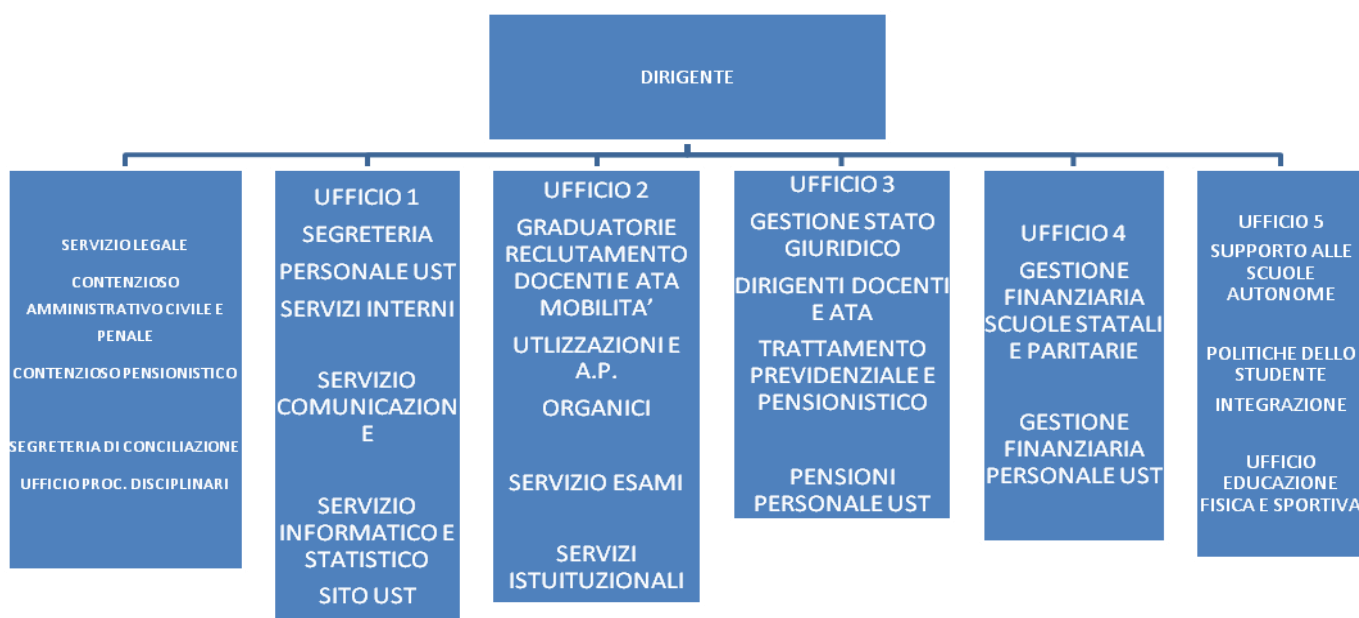 DIRIGENTE
SERVIZIO LEGALE
CONTENZIOSO
AMMINISTRATIVO CIVILE E
PENALE
CONTENZIOSO PENSIONISTICO
SEGRETERIA DI CONCILIAZIONE
UFFICIO PROC. DISCIPLINARI
UFFICIO 1
SEGRETERIA
PERSONALE UST
SERVIZI INTERNI
SERVIZIO
COMUNICAZION
E
SERVIZIO
INFORMATICO E
STATISTICO
SITO UST
UFFICIO 2
GRADUATORIE
RECLUTAMENTO
DOCENTI E ATA
MOBILITA’
UTLIZZAZIONI E
A.P.
ORGANICI
SERVIZIO ESAMI
SERVIZI
ISTUITUZIONALI
UFFICIO 3
GESTIONE STATO
GIURIDICO
DIRIGENTI DOCENTI
E ATA
TRATTAMENTO
PREVIDENZIALE E
PENSIONISTICO
PENSIONI
PERSONALE UST
UFFICIO 4
GESTIONE
FINANZIARIA
SCUOLE STATALI
E PARITARIE
GESTIONE
FINANZIARIA
PERSONALE UST
UFFICIO 5
SUPPORTO ALLE
SCUOLE
AUTONOME
POLITICHE DELLO
STUDENTE
INTEGRAZIONE
UFFICIO
EDUCAZIONE
FISICA E SPORTIVA